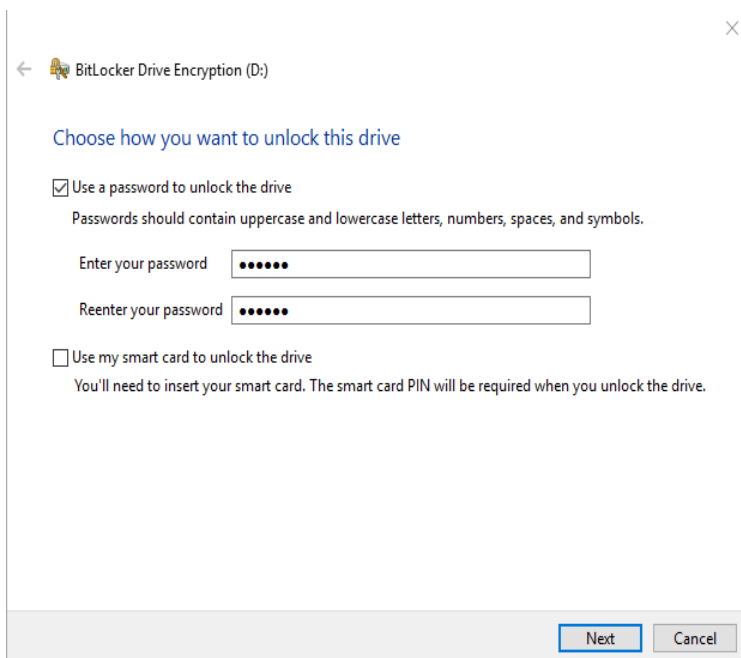 BitLocker Drive Encryption (D:)
Choose how you want to unlock this drive
Use a password to unlock the drive
Passwords should contain uppercase and lowercase letters, numbers, spaces, and symbols.
Enter your password ●●●●●●
Reenter your password ●●●●●●
Use my smart card to unlock the drive
You'll need to insert your smart card. The smart card PIN will be required when you unlock the drive.
Next Cancel